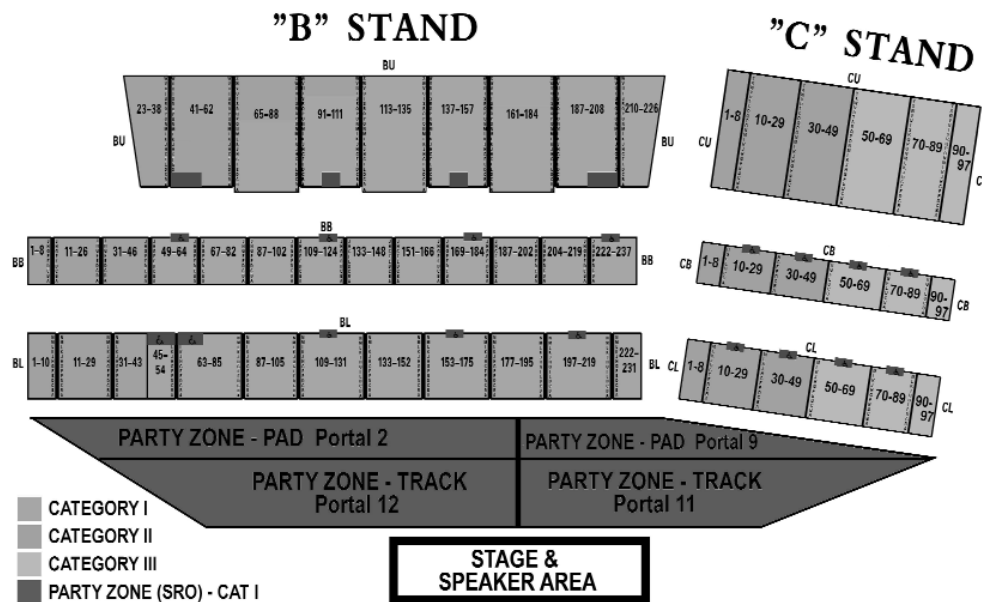 "B" STAND
"C" STAND
BU
23–38 41–62 65–88 91–111 113–135 137–157 161–184 187–208 210–226
BU BU
CU
CU
1-8 10-29 30-49 50-69 70-89 90-97
C
BB
BB 1–8 11–26 31–46 49–64 67–82 87–102 109–124 133–148 151–166 169–184 187–202 204–219 222–237 BB
CB
CB 1-8 10-29 30-49 50-69 70-89 90-97 CB
BL
BL 1–10 11–29 31–43 45–54 63–85 87–105 109–131 133–152 153–175 177–195 197–219 222–231 BL
CL
CL 1-8 10-29 30-49 50-69 70-89 90-97 CL
PARTY ZONE - PAD Portal 2
PARTY ZONE - PAD Portal 9
PARTY ZONE - TRACK
Portal 12
PARTY ZONE - TRACK
Portal 11
CATEGORY I
CATEGORY II
CATEGORY III
PARTY ZONE (SRO) - CAT I
STAGE &
SPEAKER AREA